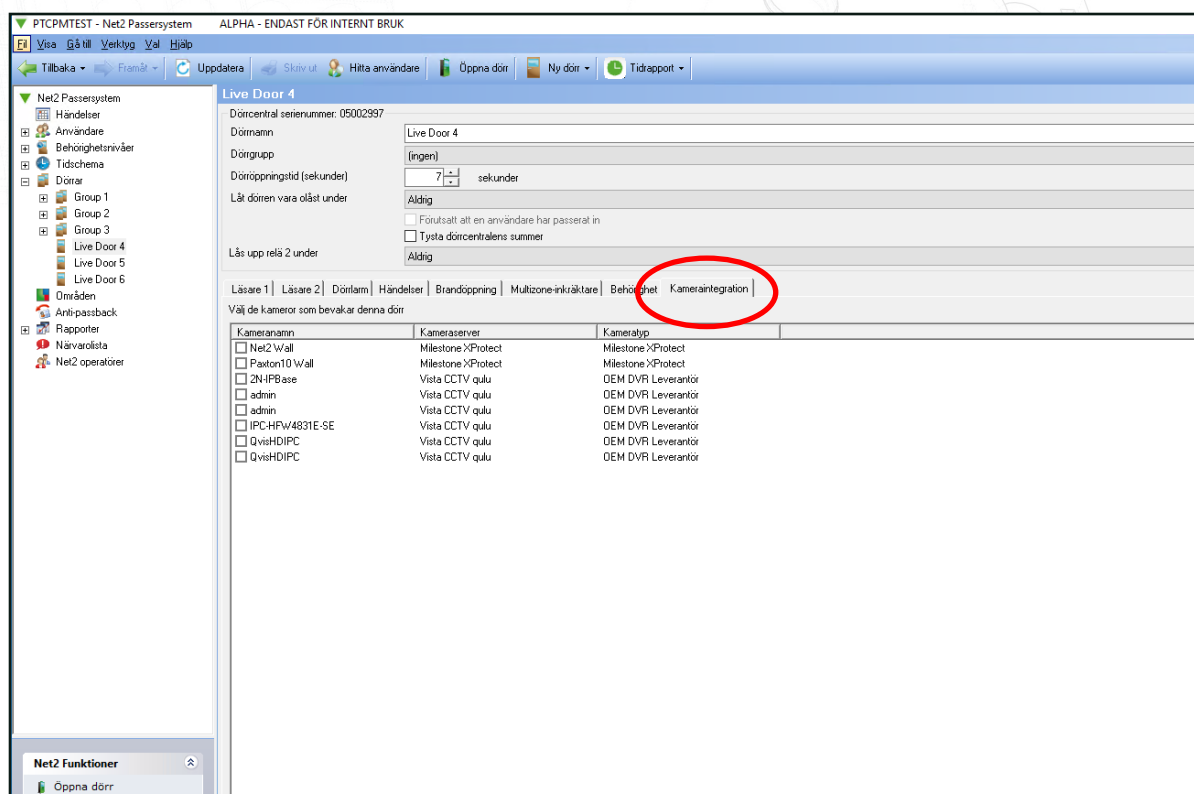 PTCPMTEST - Net2 Passersystem ALPHA - ENDAST FÖR INTERNT BRUK
Fil Visa Gå till Verktyg Val Hjälp
Tillbaka Framåt Uppdatera Skriv ut Hitta användare Öppna dörr Ny dörr Tidrapport
Net2 Passersystem
Händelser
Användare
Behörighetsnivåer
Tidschema
Dörrar
Group 1
Group 2
Group 3
Live Door 4
Live Door 5
Live Door 6
Områden
Anti-passback
Rapporter
Närvarolista
Net2 operatörer
Net2 Funktioner
Öppna dörr
Live Door 4
Dörrcentral serienummer: 05002997
Dörrnamn Live Door 4
Dörrgrupp (ingen)
Dörröppningstid (sekunder) 7 sekunder
Låt dörren vara olåst under Aldrig
Förutsatt att en användare har passerat in
Tysta dörrcentralens summer
Lås upp relä 2 under Aldrig
Läsare 1 Läsare 2 Dörrlarm Händelser Brandöppning Multizone-inkräktare Behörighet Kameraintegration
Välj de kameror som bevakar denna dörr
Kameranamn Kameraserver Kameratyp
Net2 Wall Milestone XProtect Milestone XProtect
Paxton10 Wall Milestone XProtect Milestone XProtect
2N-IPBase Vista CCTV qulu OEM DVR Leverantör
admin Vista CCTV qulu OEM DVR Leverantör
admin Vista CCTV qulu OEM DVR Leverantör
IPC-HFW4831E-SE Vista CCTV qulu OEM DVR Leverantör
QvisHDIPC Vista CCTV qulu OEM DVR Leverantör
QvisHDIPC Vista CCTV qulu OEM DVR Leverantör